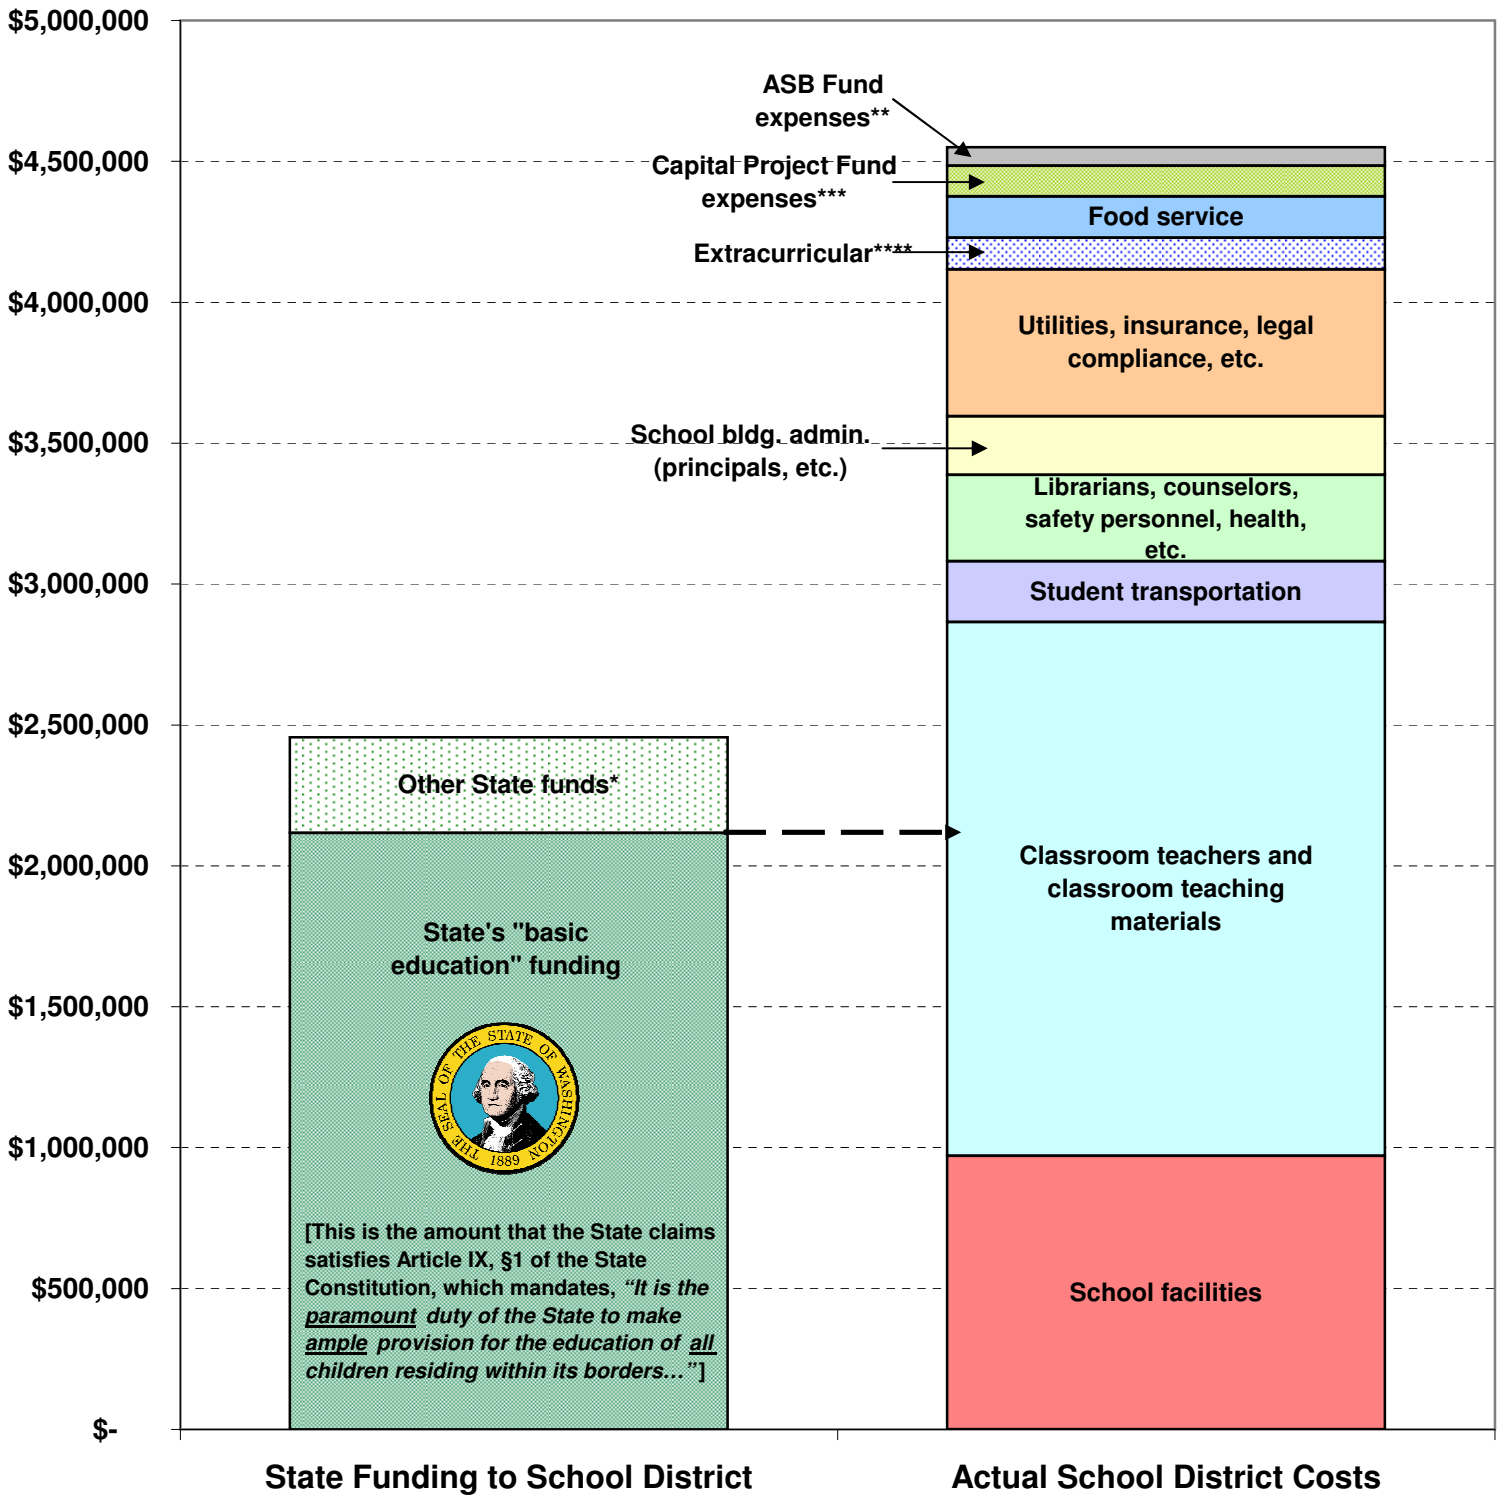 $5,000,000
$4,500,000
$4,000,000
$3,500,000
$3,000,000
$2,500,000
$2,000,000
$1,500,000
$1,000,000
$500,000
$-
ASB Fund
expenses**
Capital Project Fund
expenses***
Extracurricular****
School bldg. admin.
(principals, etc.)
Other State funds*
State's "basic
education" funding
THE SEAL OF THE STATE OF WASHINGTON
1889
[This is the amount that the State claims
satisfies Article IX, §1 of the State
Constitution, which mandates, “It is the
paramount duty of the State to make
ample provision for the education of all
children residing within its borders…”]
Food service
Utilities, insurance, legal
compliance, etc.
Librarians, counselors,
safety personnel, health,
etc.
Student transportation
Classroom teachers and
classroom teaching
materials
School facilities
State Funding to School District
Actual School District Costs